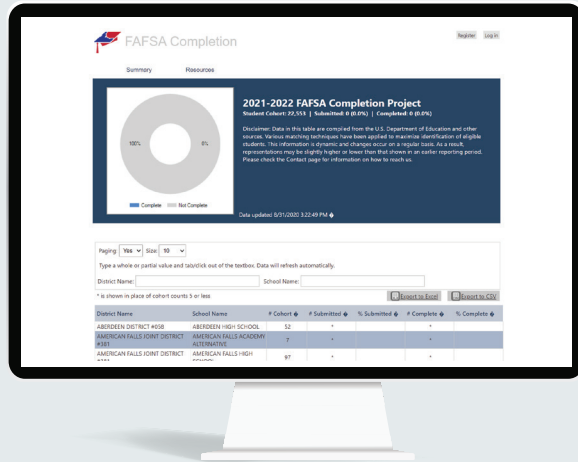 FAFSA Completion
Register Log in
Summary Resources
2021-2022 FAFSA Completion Project
Student Cohort: 22,553 | Submitted: 0 (0.0%) | Completed: 0 (0.0%)
Disclaimer: Data in this table are compiled from the U.S. Department of Education and other
sources. Various matching techniques have been applied to maximize identification of eligible
students. This information is dynamic and changes occur on a regular basis. As a result,
representations may be slightly higher or lower than that shown in an earlier reporting period.
Please check the Contact page for information on how to reach us.
100% 0%
Complete Not Complete
Data updated 8/31/2020 3:22:49 PM �
Paging: Yes Size: 10
Type a whole or partial value and tab/click out of the textbox. Data will refresh automatically.
District Name: School Name:
* is shown in place of cohort counts 5 or less
Export to Excel Export to CSV
District Name School Name # Cohort � # Submitted � % Submitted � # Complete � % Complete �
ABERDEEN DISTRICT #058 ABERDEEN HIGH SCHOOL 52 * *
AMERICAN FALLS JOINT DISTRICT AMERICAN FALLS ACADEMY 7 * *
#381 ALTERNATIVE
AMERICAN FALLS JOINT DISTRICT AMERICAN FALLS HIGH 97 * *
#381 SCHOOL